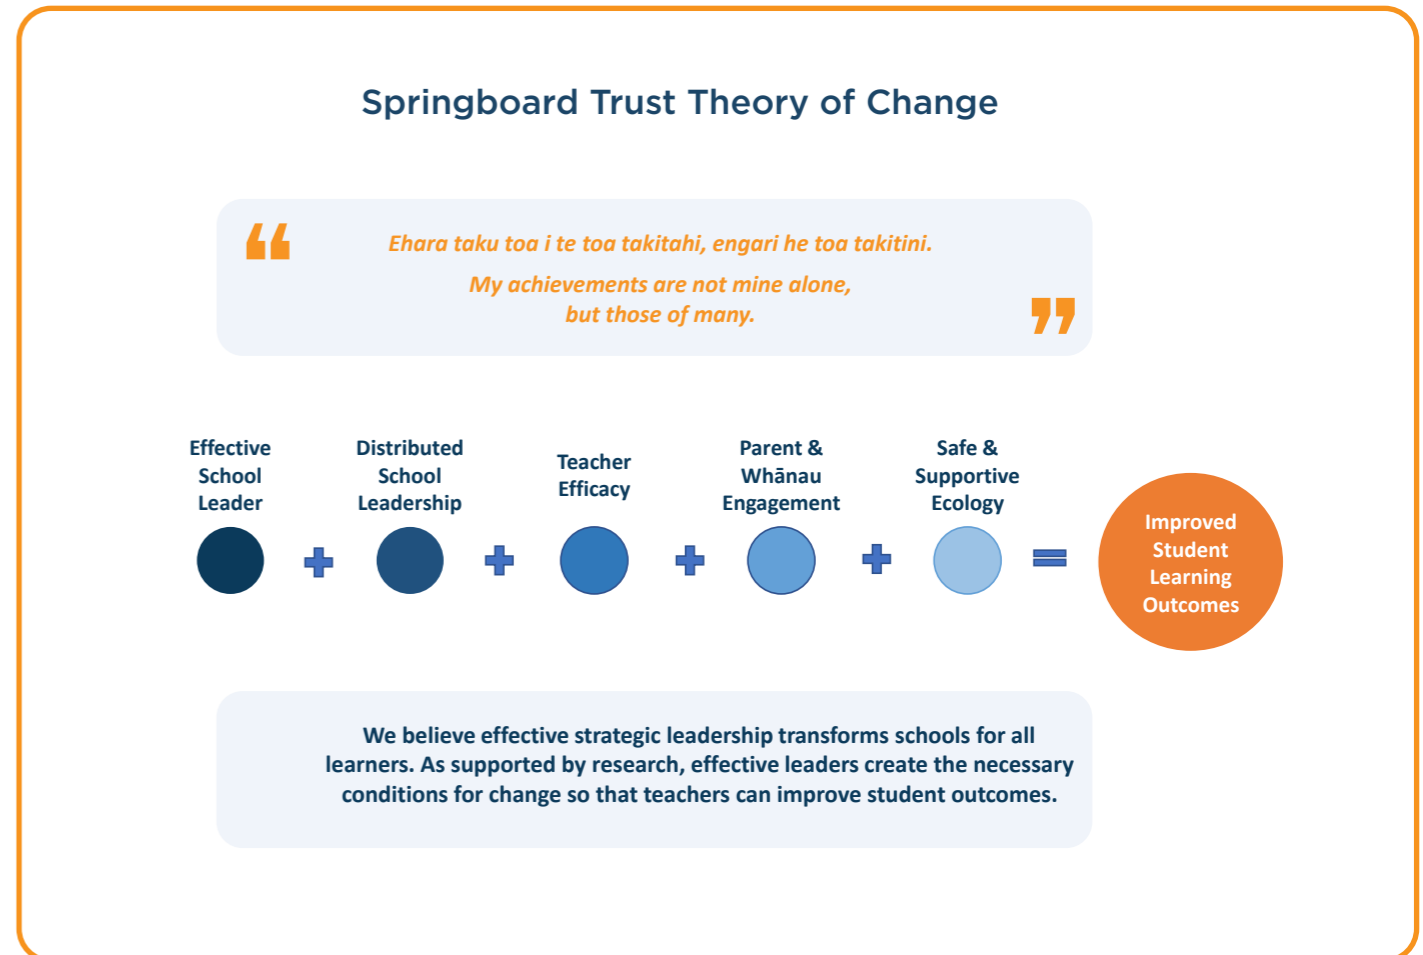 Springboard Trust Theory of Change
“
Ehara taku toa i te toa takitahi, engari he toa takitini.
My achievements are not mine alone,
but those of many.
”
Effective
School
Leader
Distributed
School
Leadership
Teacher
Efficacy
Parent &
Whānau
Engagement
Safe &
Supportive
Ecology
+
+
+
+
=
Improved
Student
Learning
Outcomes
We believe effective strategic leadership transforms schools for all
learners. As supported by research, effective leaders create the necessary
conditions for change so that teachers can improve student outcomes.